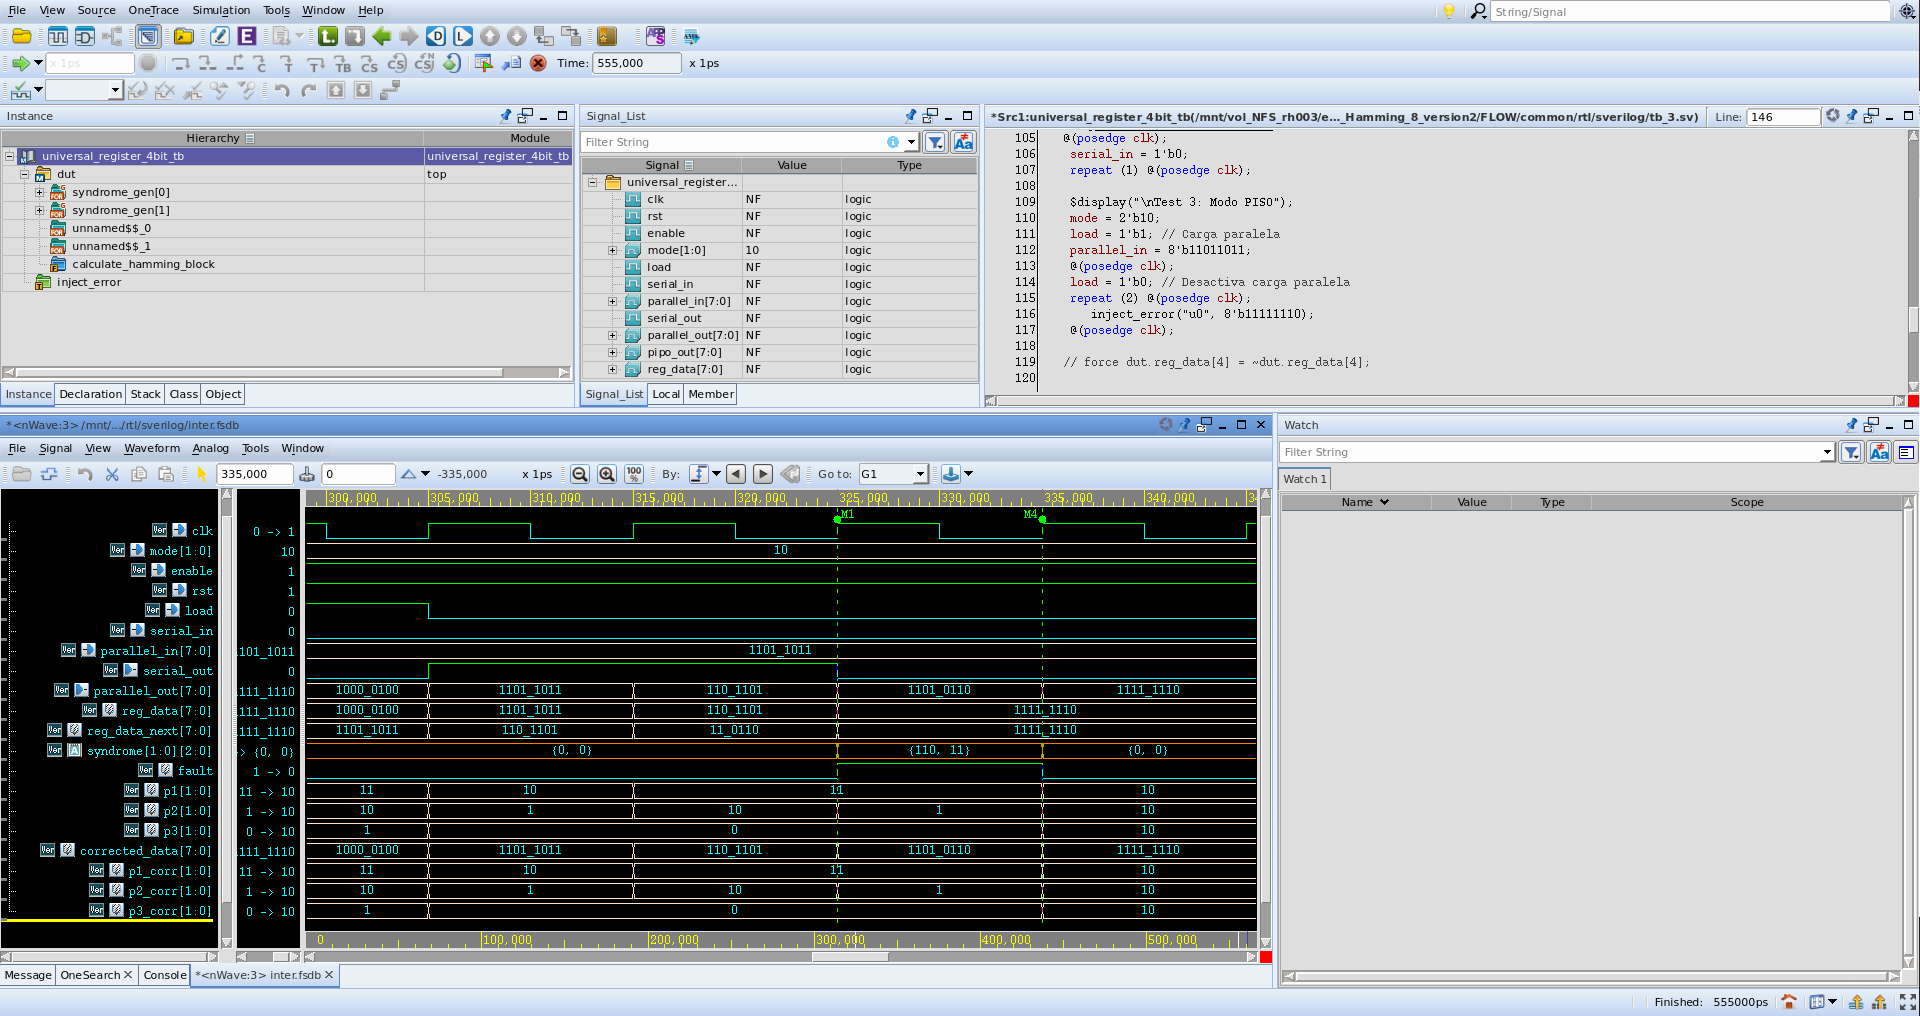 File View Source OneTrace Simulation Tools Window Help
String/Signal
x 1ps
Time: 555,000 x 1ps
Instance
Hierarchy Module
universal_register_4bit_tb universal_register_4bit_tb
dut top
syndrome_gen[0]
syndrome_gen[1]
unnamed$$_0
unnamed$$_1
calculate_hamming_block
inject_error
Instance Declaration Stack Class Object
Signal_List
Filter String
Signal Value Type
universal_register...
clk NF logic
rst NF logic
enable NF logic
mode[1:0] 10 logic
load NF logic
serial_in NF logic
parallel_in[7:0] NF logic
serial_out NF logic
parallel_out[7:0] NF logic
pipo_out[7:0] NF logic
reg_data[7:0] NF logic
Signal_List Local Member
*Src1:universal_register_4bit_tb(/mnt/vol_NFS_rh003/e..._Hamming_8_version2/FLOW/common/rtl/sverilog/tb_3.sv) Line: 146
105 @(posedge clk);
106 serial_in = 1'b0;
107 repeat (1) @(posedge clk);
108
109 $display("\nTest 3: Modo PISO");
110 mode = 2'b10;
111 load = 1'b1; // Carga paralela
112 parallel_in = 8'b11011011;
113 @(posedge clk);
114 load = 1'b0; // Desactiva carga paralela
115 repeat (2) @(posedge clk);
116 inject_error("u0", 8'b11111110);
117 @(posedge clk);
118
119 // force dut.reg_data[4] = ~dut.reg_data[4];
120
*<nWave:3> /mnt/.../rtl/sverilog/inter.fsdb
File Signal View Waveform Analog Tools Window
335,000 0 -335,000 x 1ps 100% By: Go to: G1
300,000 305,000 310,000 315,000 320,000 325,000 330,000 335,000 340,000
M1 M4
clk 0 -> 1
mode[1:0] 10 10
enable 1
rst 1
load 0
serial_in 0
parallel_in[7:0] 101_1011 1101_1011
serial_out 0
parallel_out[7:0] 111_1110 1000_0100 1101_1011 110_1101 1101_0110 1111_1110
reg_data[7:0] 111_1110 1000_0100 1101_1011 110_1101 1111_1110
reg_data_next[7:0] 111_1110 1101_1011 110_1101 11_0110 1111_1110
syndrome[1:0][2:0] > {0, 0} {0, 0} {110, 11} {0, 0}
fault 1 -> 0
p1[1:0] 11 -> 10 11 10 11 10
p2[1:0] 1 -> 10 10 1 10 1 10
p3[1:0] 0 -> 10 1 0 10
corrected_data[7:0] 111_1110 1000_0100 1101_1011 110_1101 1101_0110 1111_1110
p1_corr[1:0] 11 -> 10 11 10 11 10
p2_corr[1:0] 1 -> 10 10 1 10 1 10
p3_corr[1:0] 0 -> 10 1 0 10
0 100,000 200,000 300,000 400,000 500,000
Message OneSearch Console *<nWave:3> inter.fsdb
Watch
Filter String
Watch 1
Name Value Type Scope
Finished: 555000ps